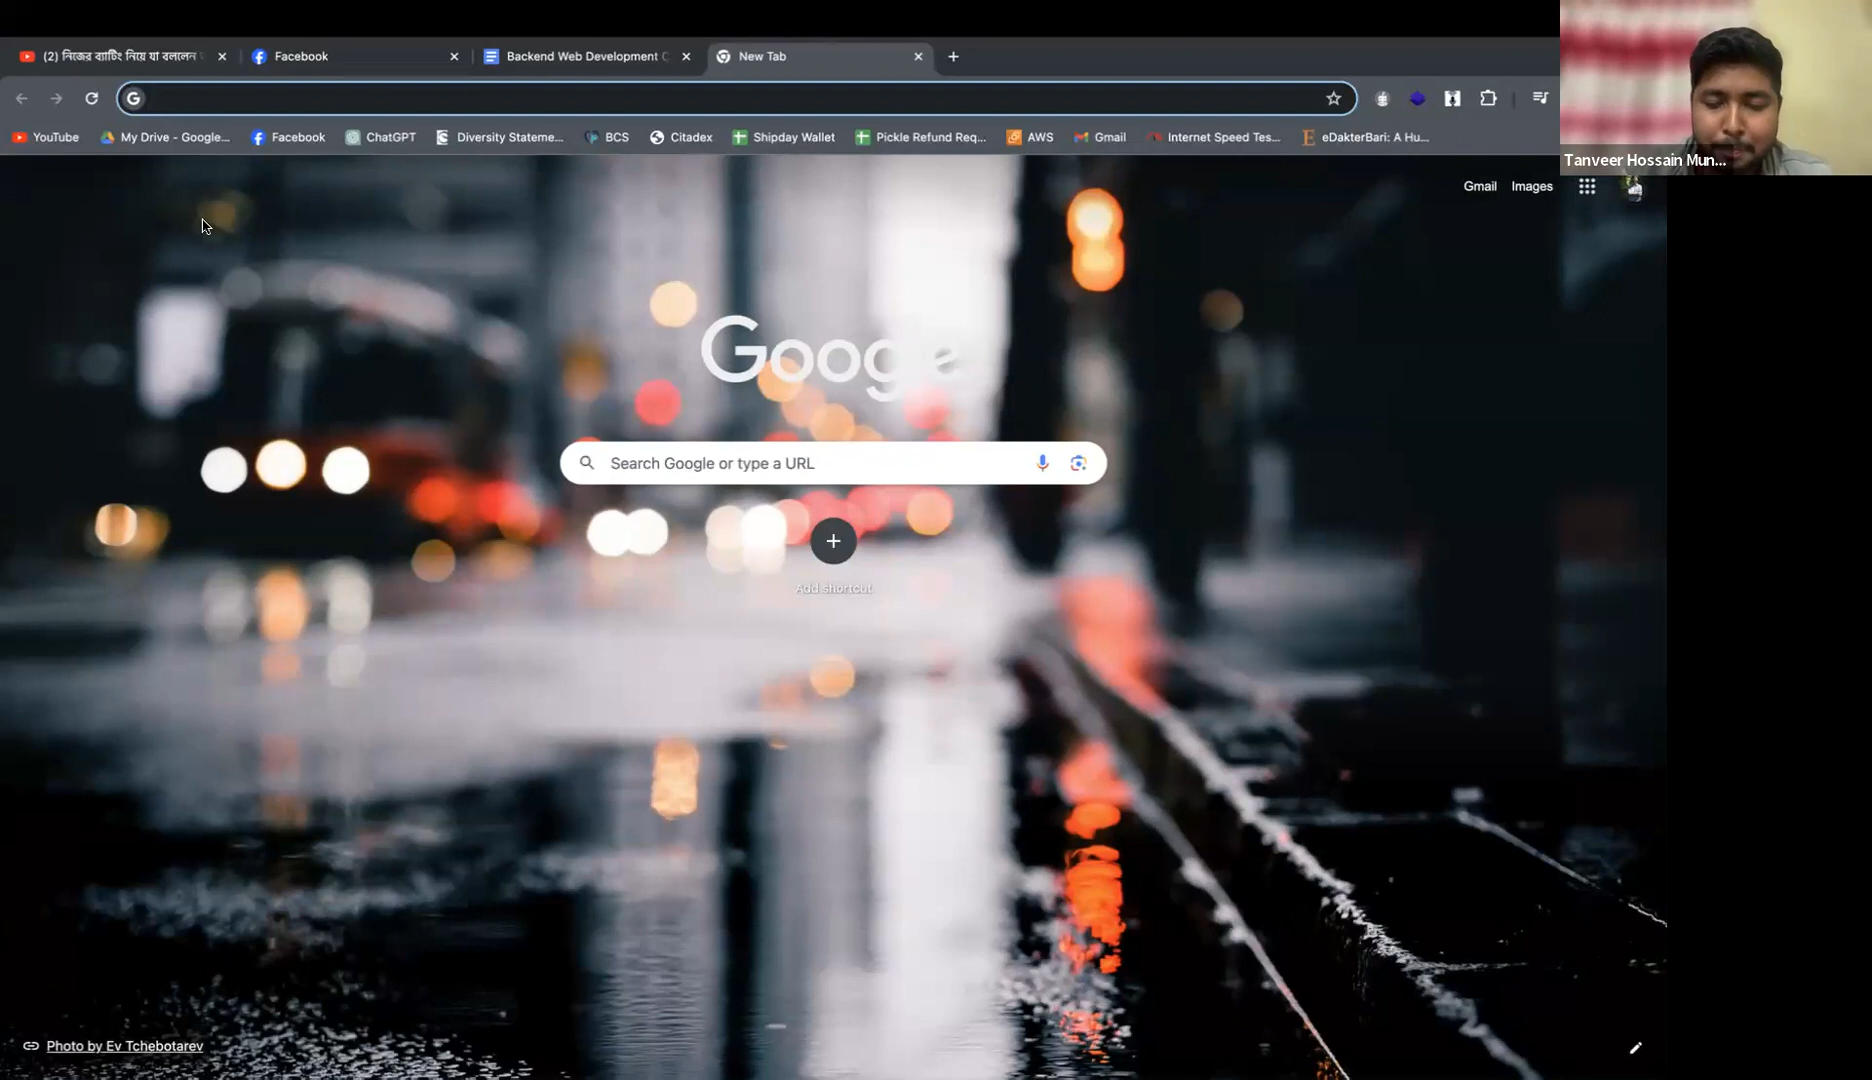 (2) নিজের ব্যাটিং নিয়ে যা বললেন
Facebook
Backend Web Development
New Tab
YouTube
My Drive - Google...
Facebook
ChatGPT
Diversity Stateme...
BCS
Citadex
Shipday Wallet
Pickle Refund Req...
AWS
Gmail
Internet Speed Tes...
eDakterBari: A Hu...
Tanveer Hossain Mun...
Gmail
Images
Google
Search Google or type a URL
Add shortcut
Photo by Ev Tchebotarev